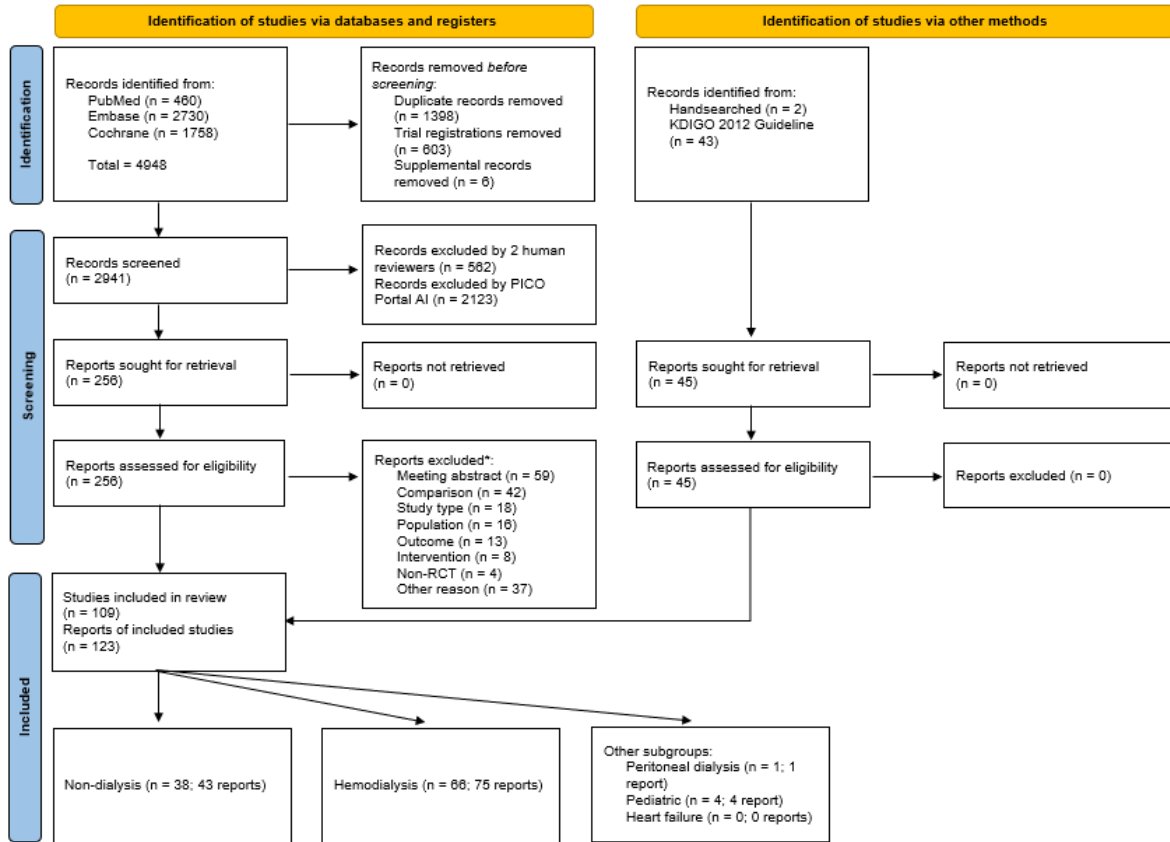 Identification of studies via databases and registers
Identification of studies via other methods
Identification
Records identified from:
PubMed (n = 460)
Embase (n = 2730)
Cochrane (n = 1758)
Total = 4948
Records removed before
screening:
Duplicate records removed
(n = 1398)
Trial registrations removed
(n = 603)
Supplemental records
removed (n = 6)
Records identified from:
Handsearched (n = 2)
KDIGO 2012 Guideline
(n = 43)
Screening
Records screened
(n = 2941)
Records excluded by 2 human
reviewers (n = 562)
Records excluded by PICO
Portal AI (n = 2123)
Reports sought for retrieval
(n = 256)
Reports not retrieved
(n = 0)
Reports sought for retrieval
(n = 45)
Reports not retrieved
(n = 0)
Reports assessed for eligibility
(n = 256)
Reports excluded*:
Meeting abstract (n = 59)
Comparison (n = 42)
Study type (n = 18)
Population (n = 16)
Outcome (n = 13)
Intervention (n = 8)
Non-RCT (n = 4)
Other reason (n = 37)
Reports assessed for eligibility
(n = 45)
Reports excluded (n = 0)
Included
Studies included in review
(n = 109)
Reports of included studies
(n = 123)
Non-dialysis (n = 38; 43 reports)
Hemodialysis (n = 66; 75 reports)
Other subgroups:
Peritoneal dialysis (n = 1; 1
report)
Pediatric (n = 4; 4 report)
Heart failure (n = 0; 0 reports)